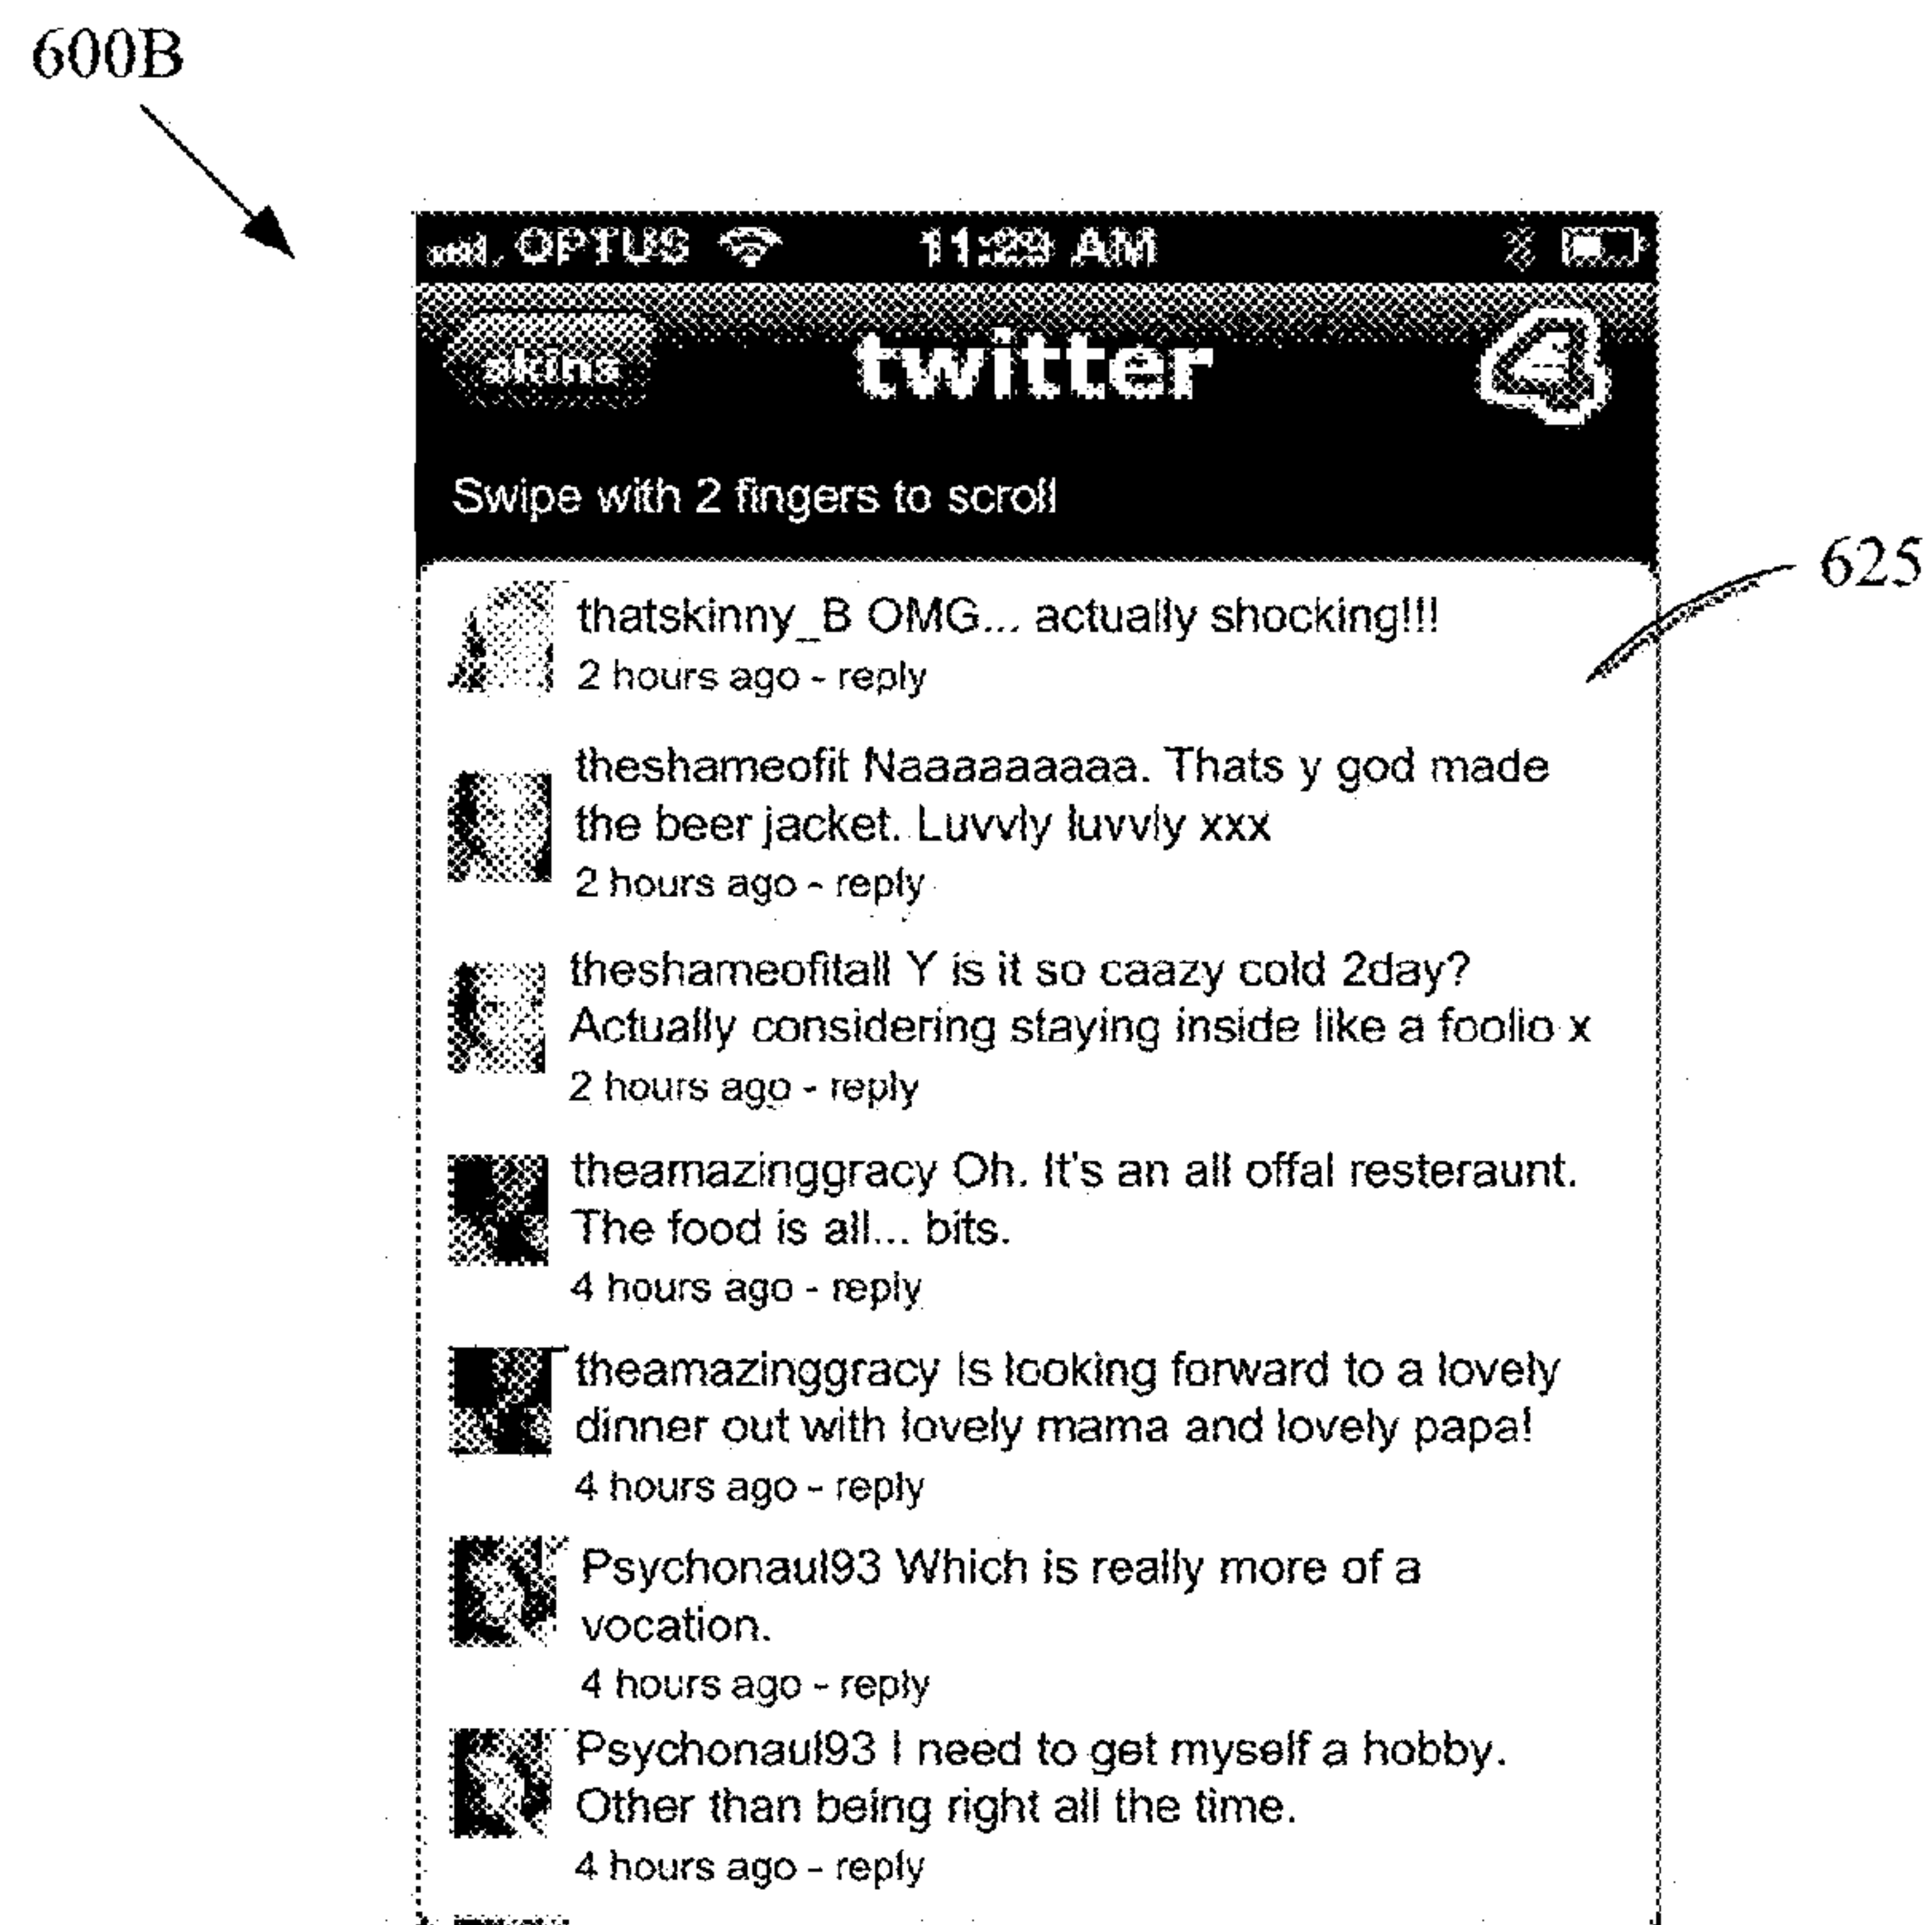 600B
OPTUS 11:29 AM
skins twitter 4
Swipe with 2 fingers to scroll
625
thatskinny_B OMG... actually shocking!!!
2 hours ago - reply
theshameofit Naaaaaaaaa. Thats y god made
the beer jacket. Luvvly luvvly xxx
2 hours ago - reply
theshameofitall Y is it so caazy cold 2day?
Actually considering staying inside like a foolio x
2 hours ago - reply
theamazinggracy Oh. It's an all offal resteraunt.
The food is all... bits.
4 hours ago - reply
theamazinggracy Is looking forward to a lovely
dinner out with lovely mama and lovely papa!
4 hours ago - reply
Psychonaul93 Which is really more of a
vocation.
4 hours ago - reply
Psychonaul93 I need to get myself a hobby.
Other than being right all the time.
4 hours ago - reply